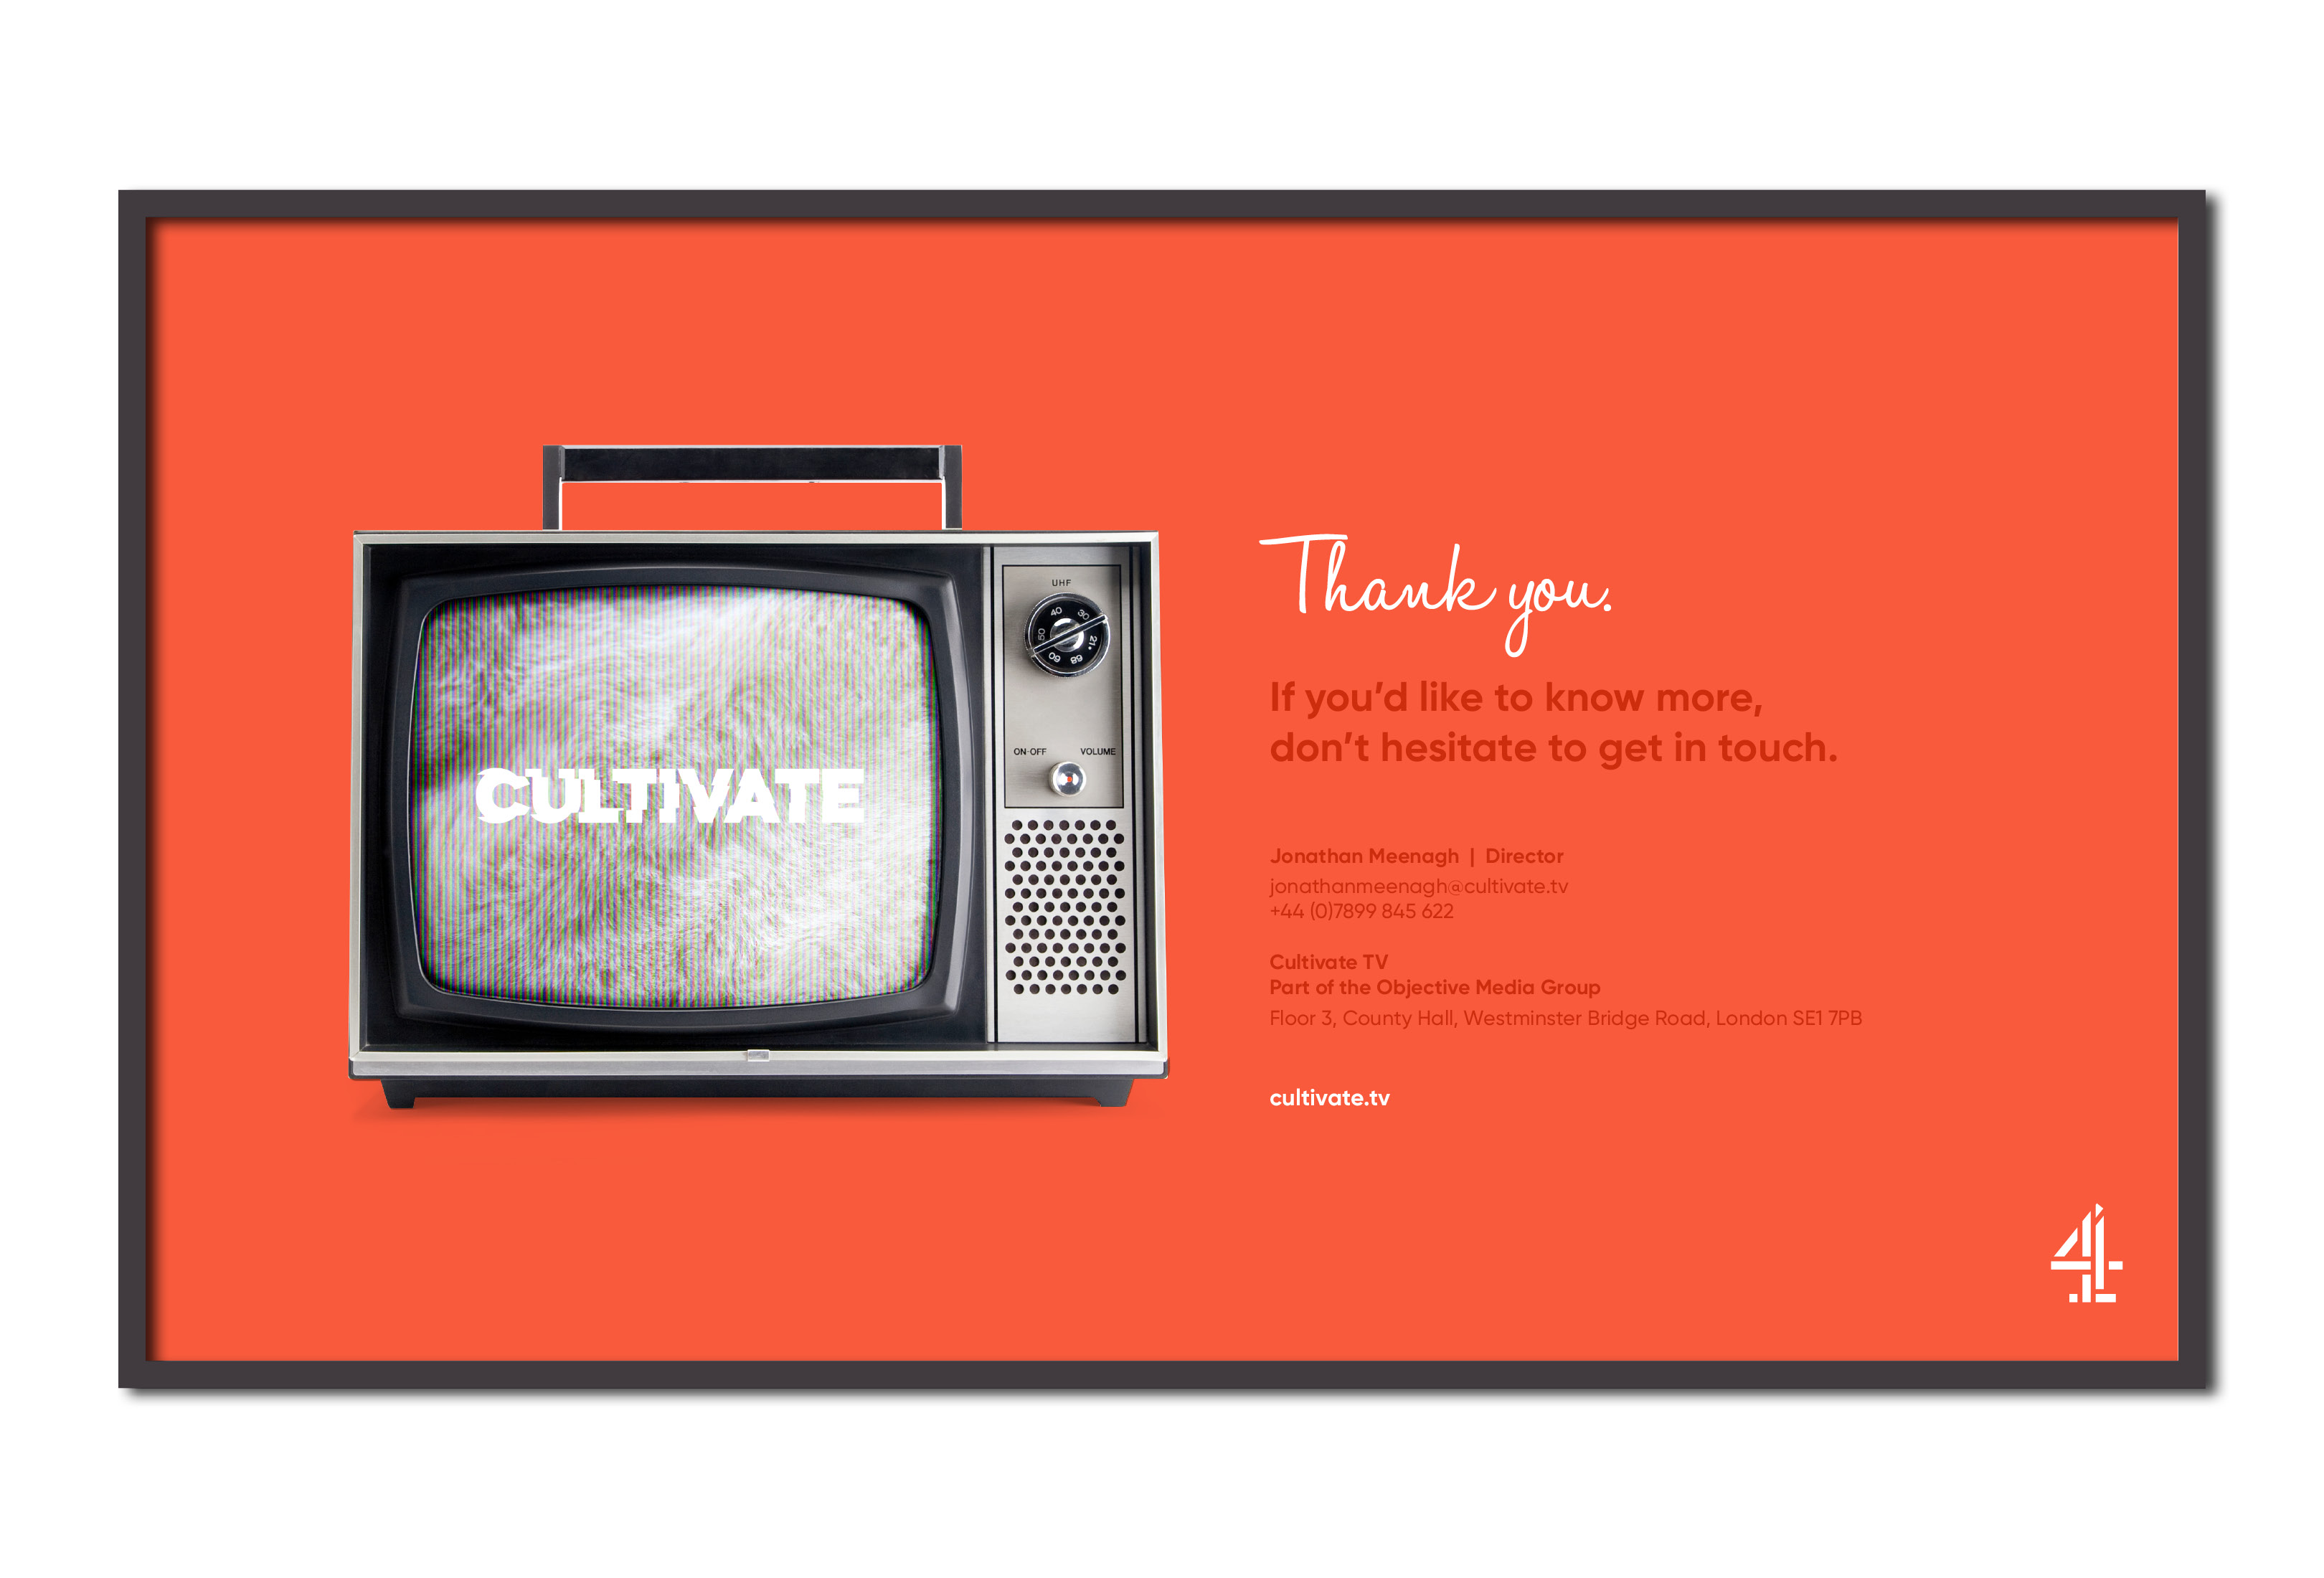 CULTIVATE
UHF
40 30
50 21
60 68
ON·OFF VOLUME
Thank you.
If you’d like to know more,
don’t hesitate to get in touch.
Jonathan Meenagh | Director
jonathanmeenagh@cultivate.tv
+44 (0)7899 845 622
Cultivate TV
Part of the Objective Media Group
Floor 3, County Hall, Westminster Bridge Road, London SE1 7PB
cultivate.tv
4